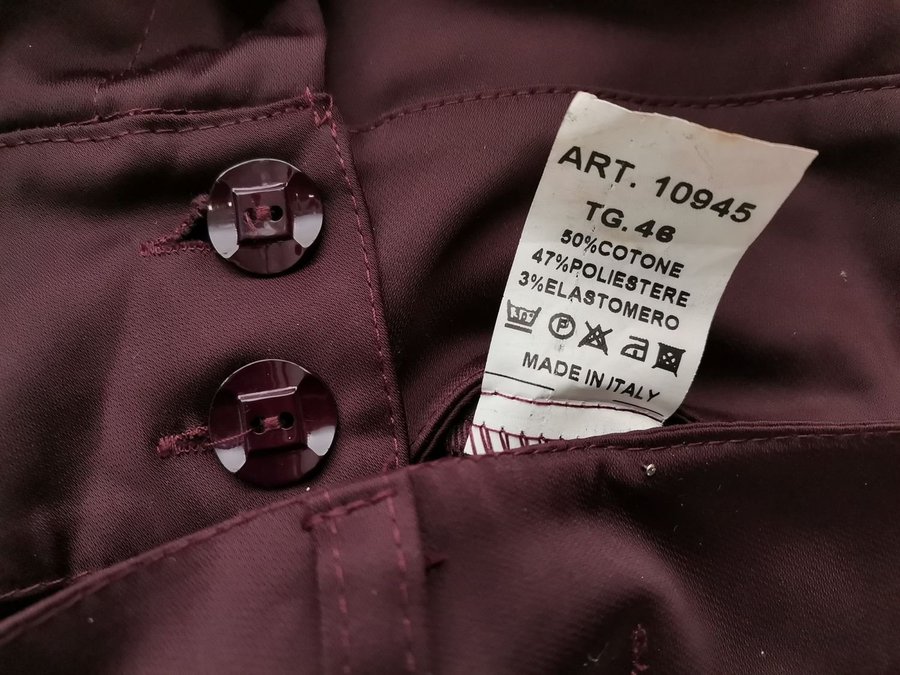 ART. 10945
TG. 46
50%COTONE
47%POLIESTERE
3%ELASTOMERO
P
MADE IN ITALY